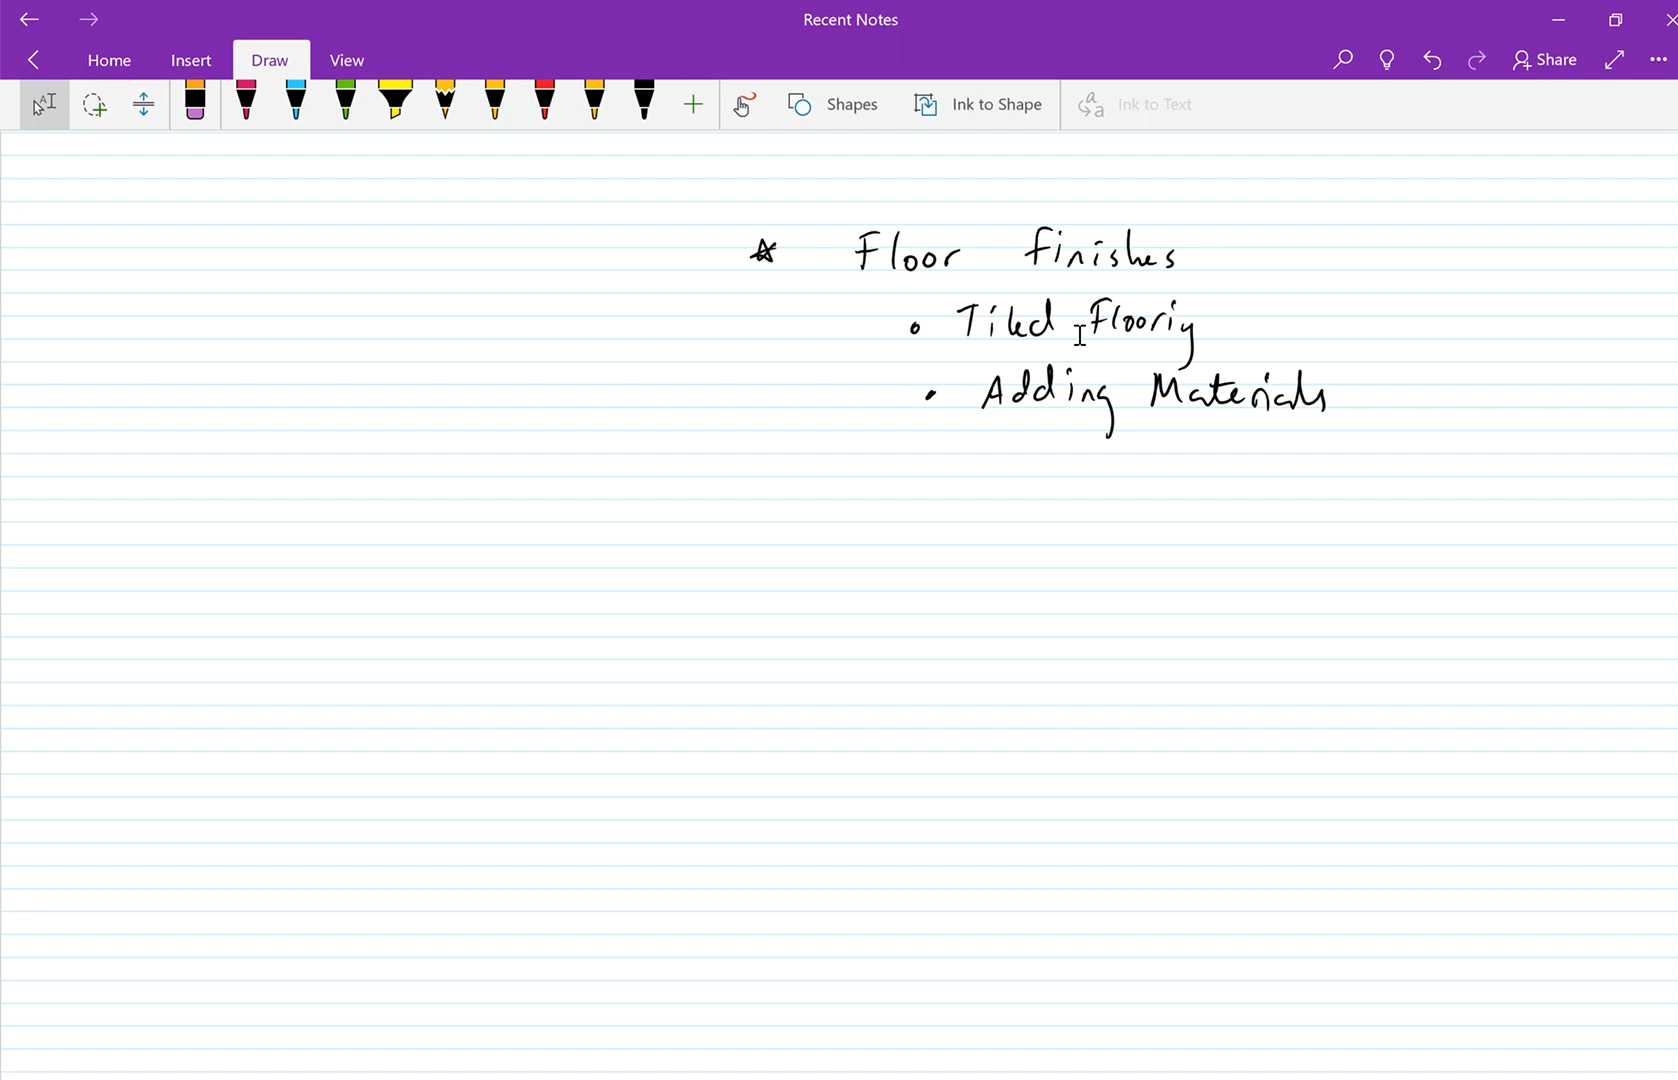 Recent Notes
Home Insert Draw View Share
Shapes Ink to Shape Ink to Text
Floor finishes
• Tiled Flooring
• Adding Materials